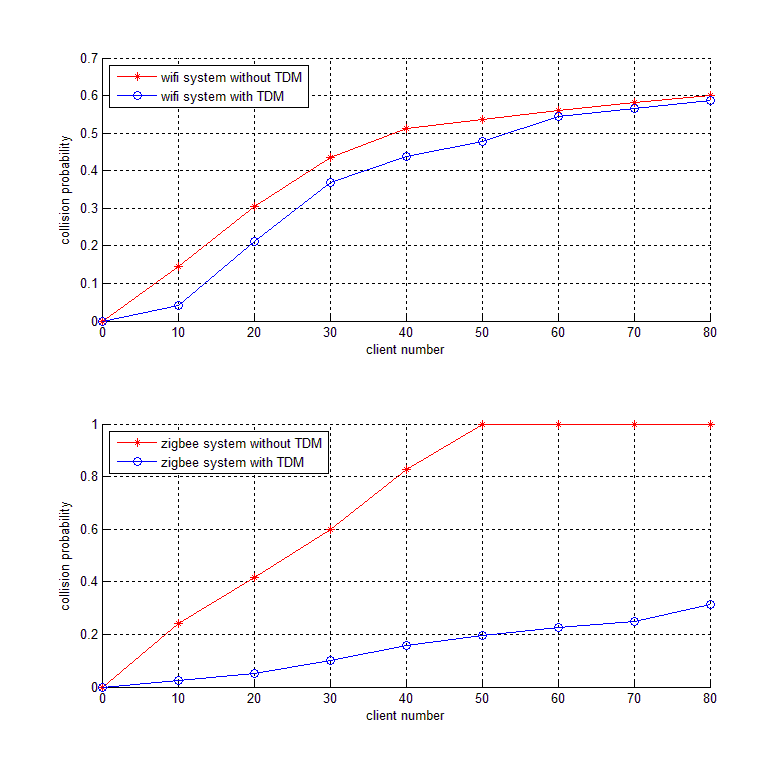 0.7
wifi system without TDM
wifi system with TDM
0.6
0.5
0.4
0.3
0.2
0.1
0
collision probability
0 10 20 30 40 50 60 70 80
client number
1
zigbee system without TDM
zigbee system with TDM
0.8
0.6
0.4
0.2
0
collision probability
0 10 20 30 40 50 60 70 80
client number